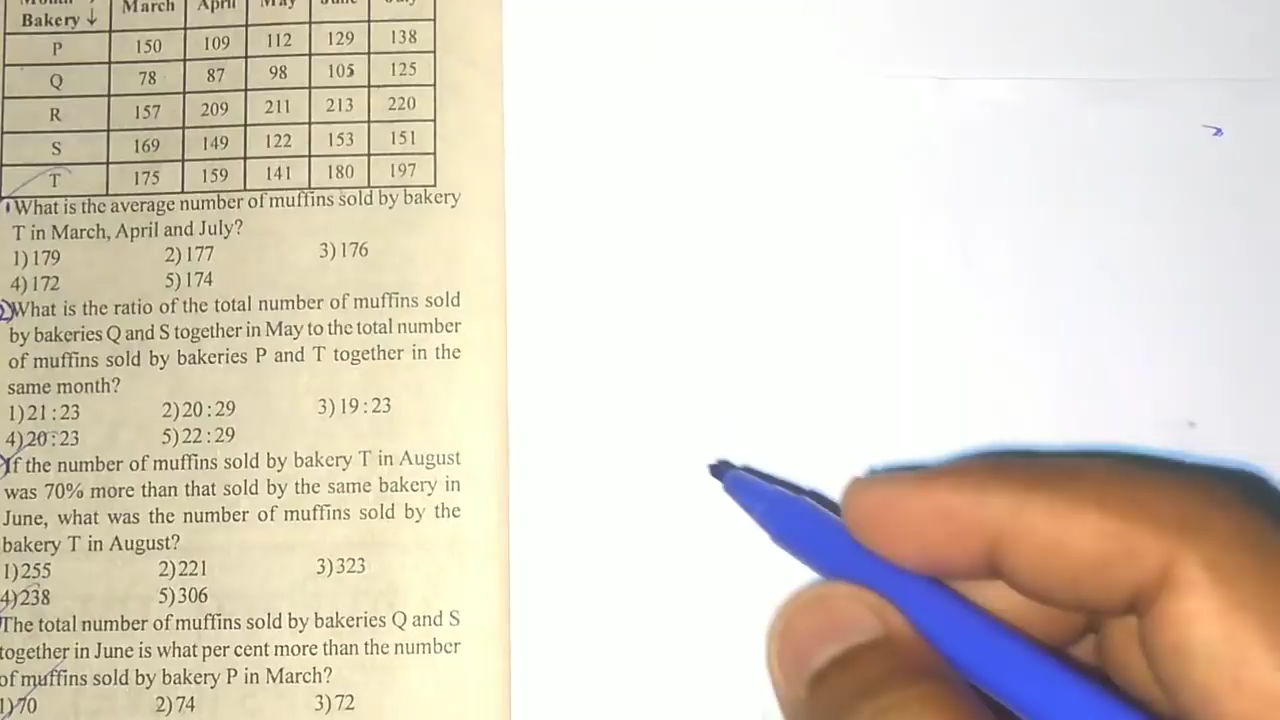 Bakery ↓ March April May June July
P 150 109 112 129 138
Q 78 87 98 105 125
R 157 209 211 213 220
S 169 149 122 153 151
T 175 159 141 180 197
What is the average number of muffins sold by bakery
T in March, April and July?
1) 179 2) 177 3) 176
4) 172 5) 174
2) What is the ratio of the total number of muffins sold
by bakeries Q and S together in May to the total number
of muffins sold by bakeries P and T together in the
same month?
1) 21 : 23 2) 20 : 29 3) 19 : 23
4) 20 : 23 5) 22 : 29
If the number of muffins sold by bakery T in August
was 70% more than that sold by the same bakery in
June, what was the number of muffins sold by the
bakery T in August?
1) 255 2) 221 3) 323
4) 238 5) 306
The total number of muffins sold by bakeries Q and S
together in June is what per cent more than the number
of muffins sold by bakery P in March?
1) 70 2) 74 3) 72